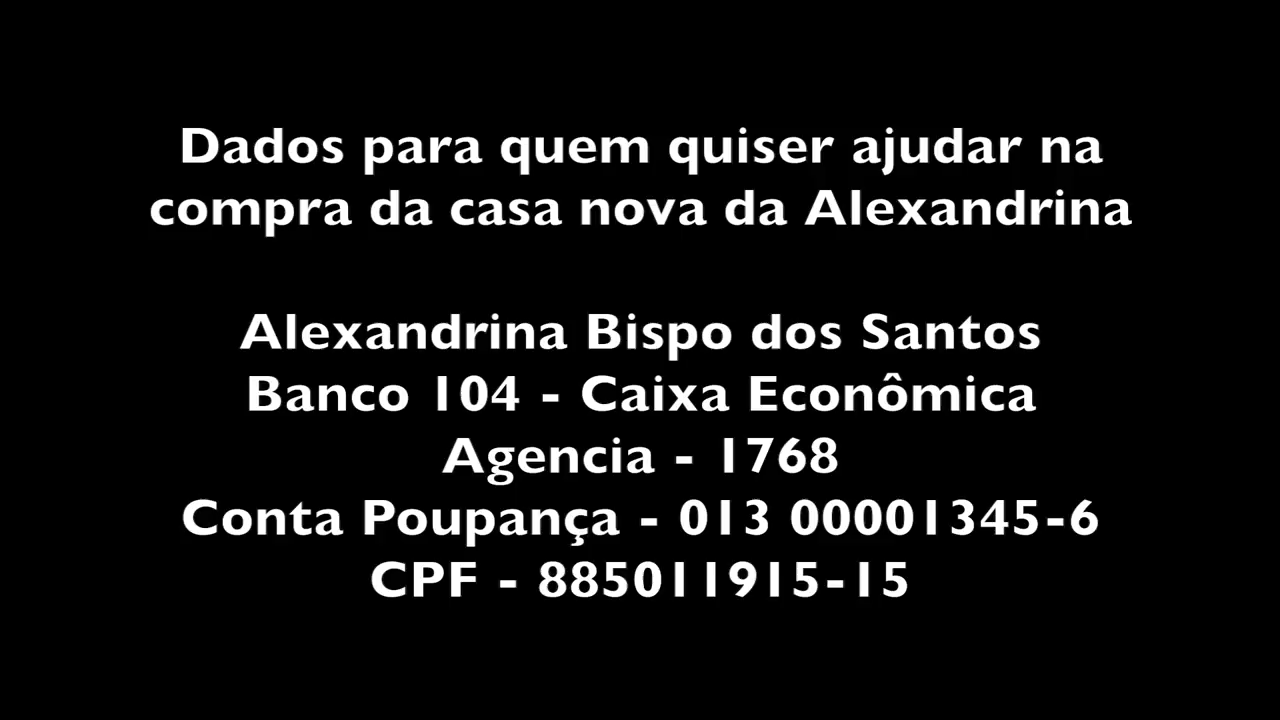 Dados para quem quiser ajudar na
compra da casa nova da Alexandrina
Alexandrina Bispo dos Santos
Banco 104 - Caixa Econômica
Agencia - 1768
Conta Poupança - 013 00001345-6
CPF - 885011915-15